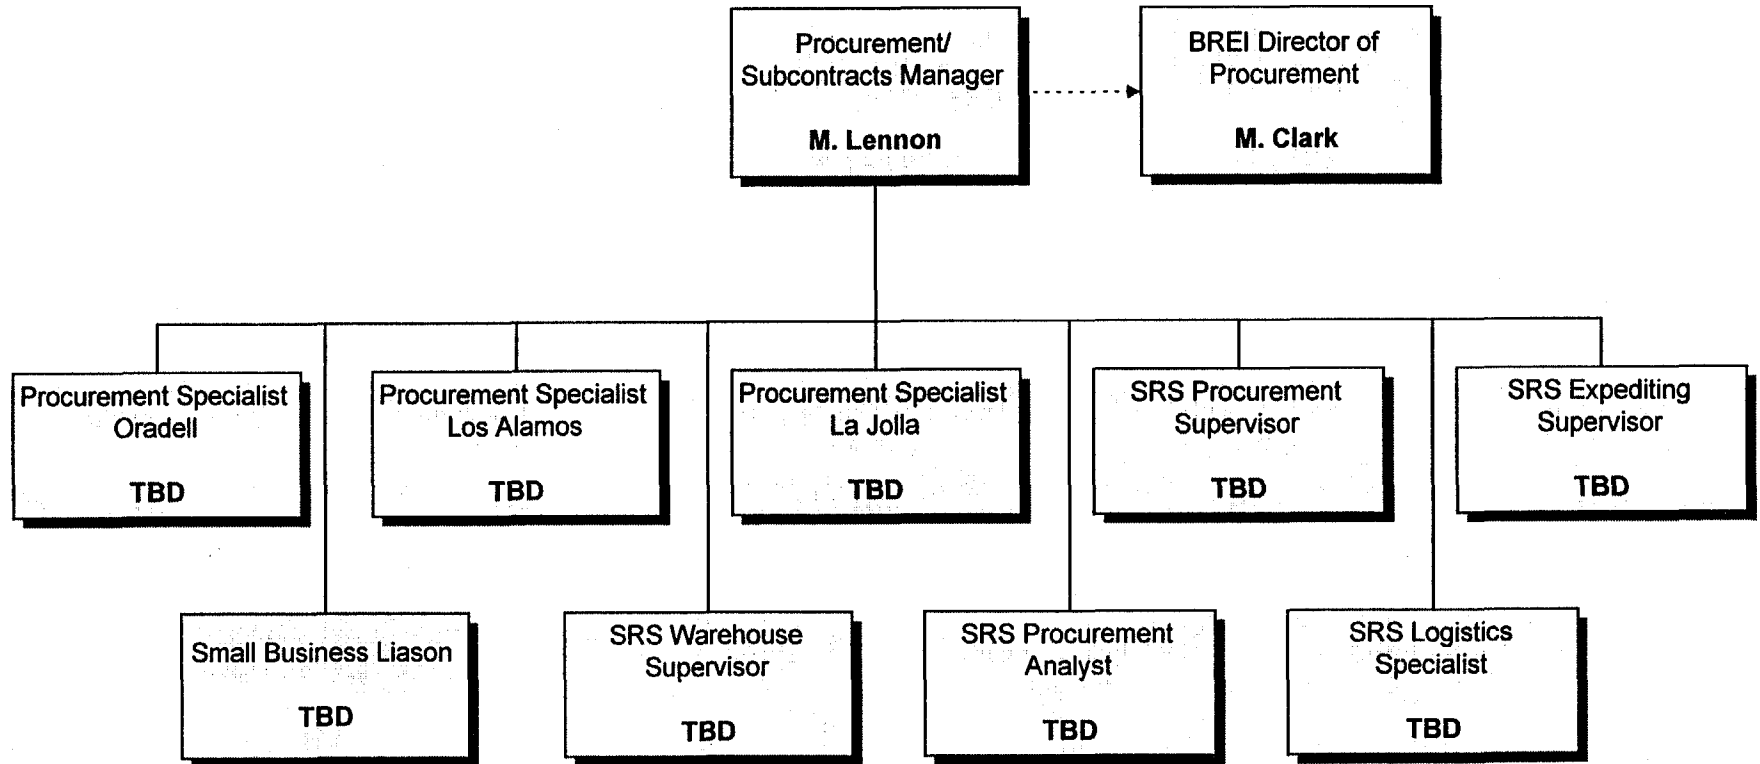 Procurement/
Subcontracts Manager
M. Lennon
BREI Director of
Procurement
M. Clark
Procurement Specialist
Oradell
TBD
Procurement Specialist
Los Alamos
TBD
Procurement Specialist
La Jolla
TBD
SRS Procurement
Supervisor
TBD
SRS Expediting
Supervisor
TBD
Small Business Liason
TBD
SRS Warehouse
Supervisor
TBD
SRS Procurement
Analyst
TBD
SRS Logistics
Specialist
TBD